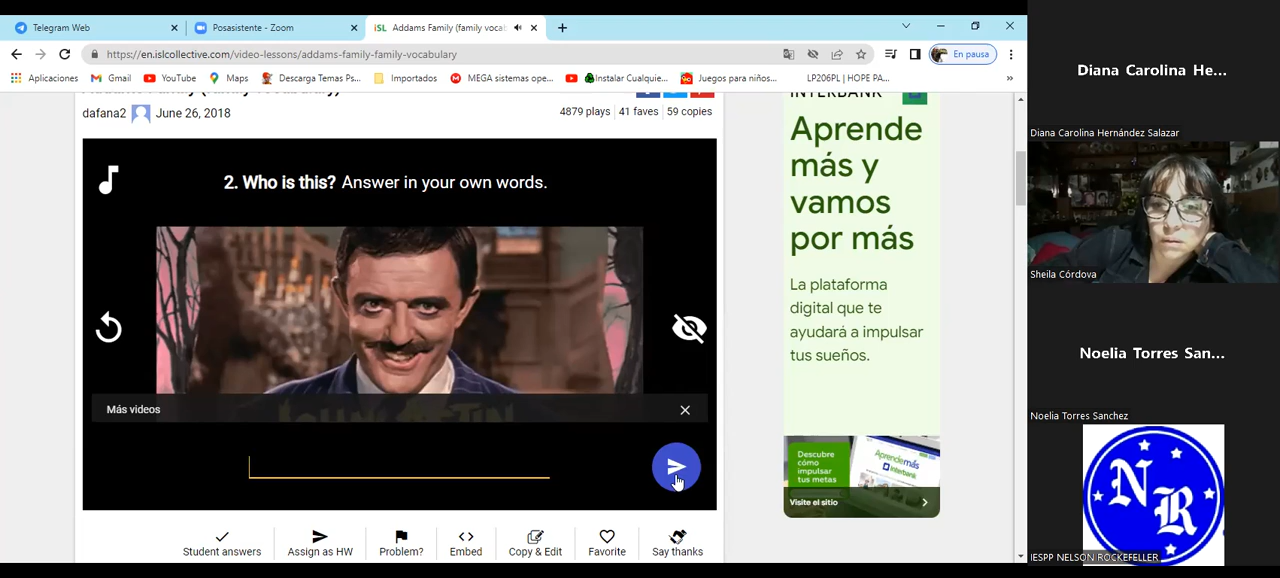 Telegram Web
Posasistente - Zoom
iSL Addams Family (family vocal
https://en.islcollective.com/video-lessons/addams-family-family-vocabulary
En pausa
Aplicaciones
Gmail
YouTube
Maps
Descarga Temas Ps...
Importados
MEGA sistemas ope...
Instalar Cualquie...
Juegos para niños...
LP206PL | HOPE PA...
»
Addams Family (family vocabulary)
dafana2
June 26, 2018
4879 plays
41 faves
59 copies
2. Who is this? Answer in your own words.
Más videos
Student answers
Assign as HW
Problem?
Embed
Copy & Edit
Favorite
Say thanks
INTERBANK
Aprende
más y
vamos
por más
La plataforma
digital que te
ayudará a impulsar
tus sueños.
Descubre
cómo
impulsar
tus metas
Aprendemás
Interbank
Visite el sitio
Diana Carolina He...
Diana Carolina Hernández Salazar
Sheila Córdova
Noelia Torres San...
Noelia Torres Sanchez
N R
IESPP NELSON ROCKEFELLER